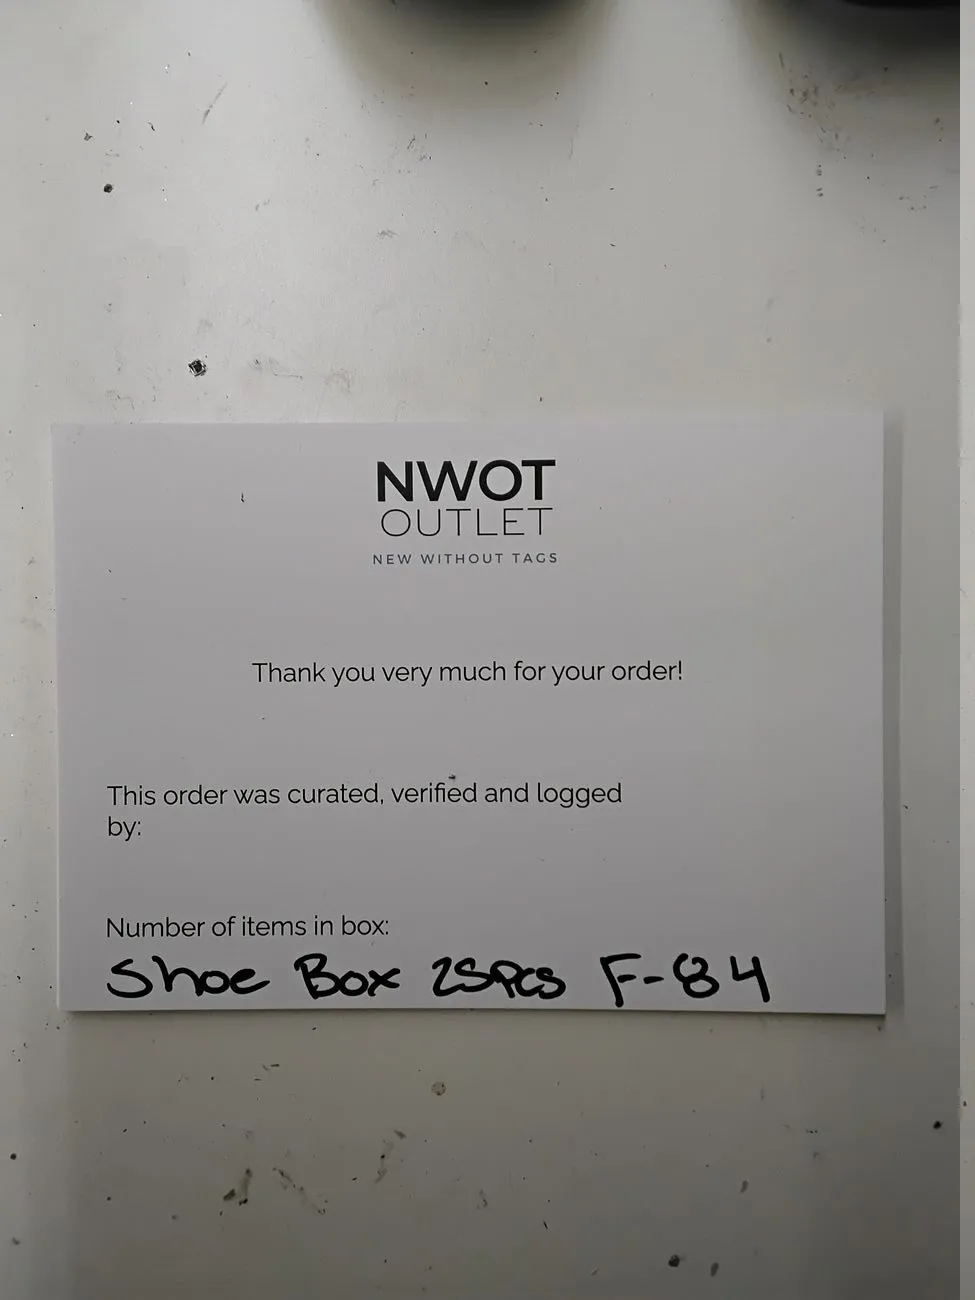 NWOT
OUTLET
NEW WITHOUT TAGS
Thank you very much for your order!
This order was curated, verified and logged
by:
Number of items in box:
Shoe Box 25Pcs F-84